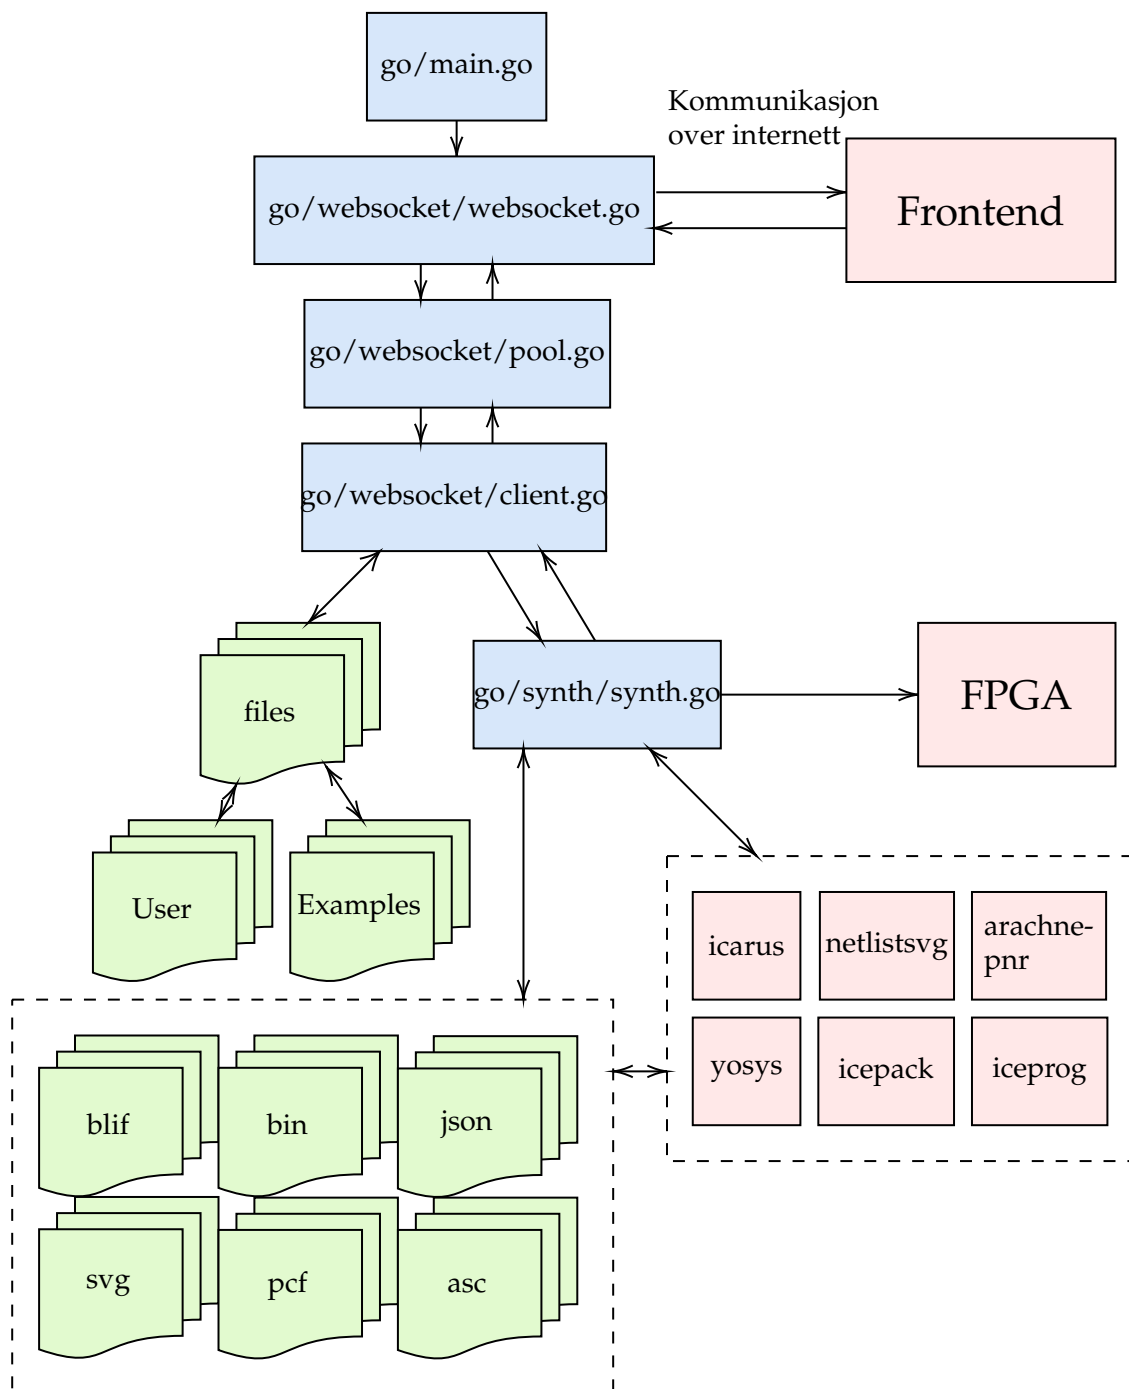 go/main.go
Kommunikasjon
over internett
go/websocket/websocket.go
Frontend
go/websocket/pool.go
go/websocket/client.go
files
go/synth/synth.go
FPGA
User
Examples
icarus
netlistsvg
arachne-
pnr
yosys
icepack
iceprog
blif
bin
json
svg
pcf
asc